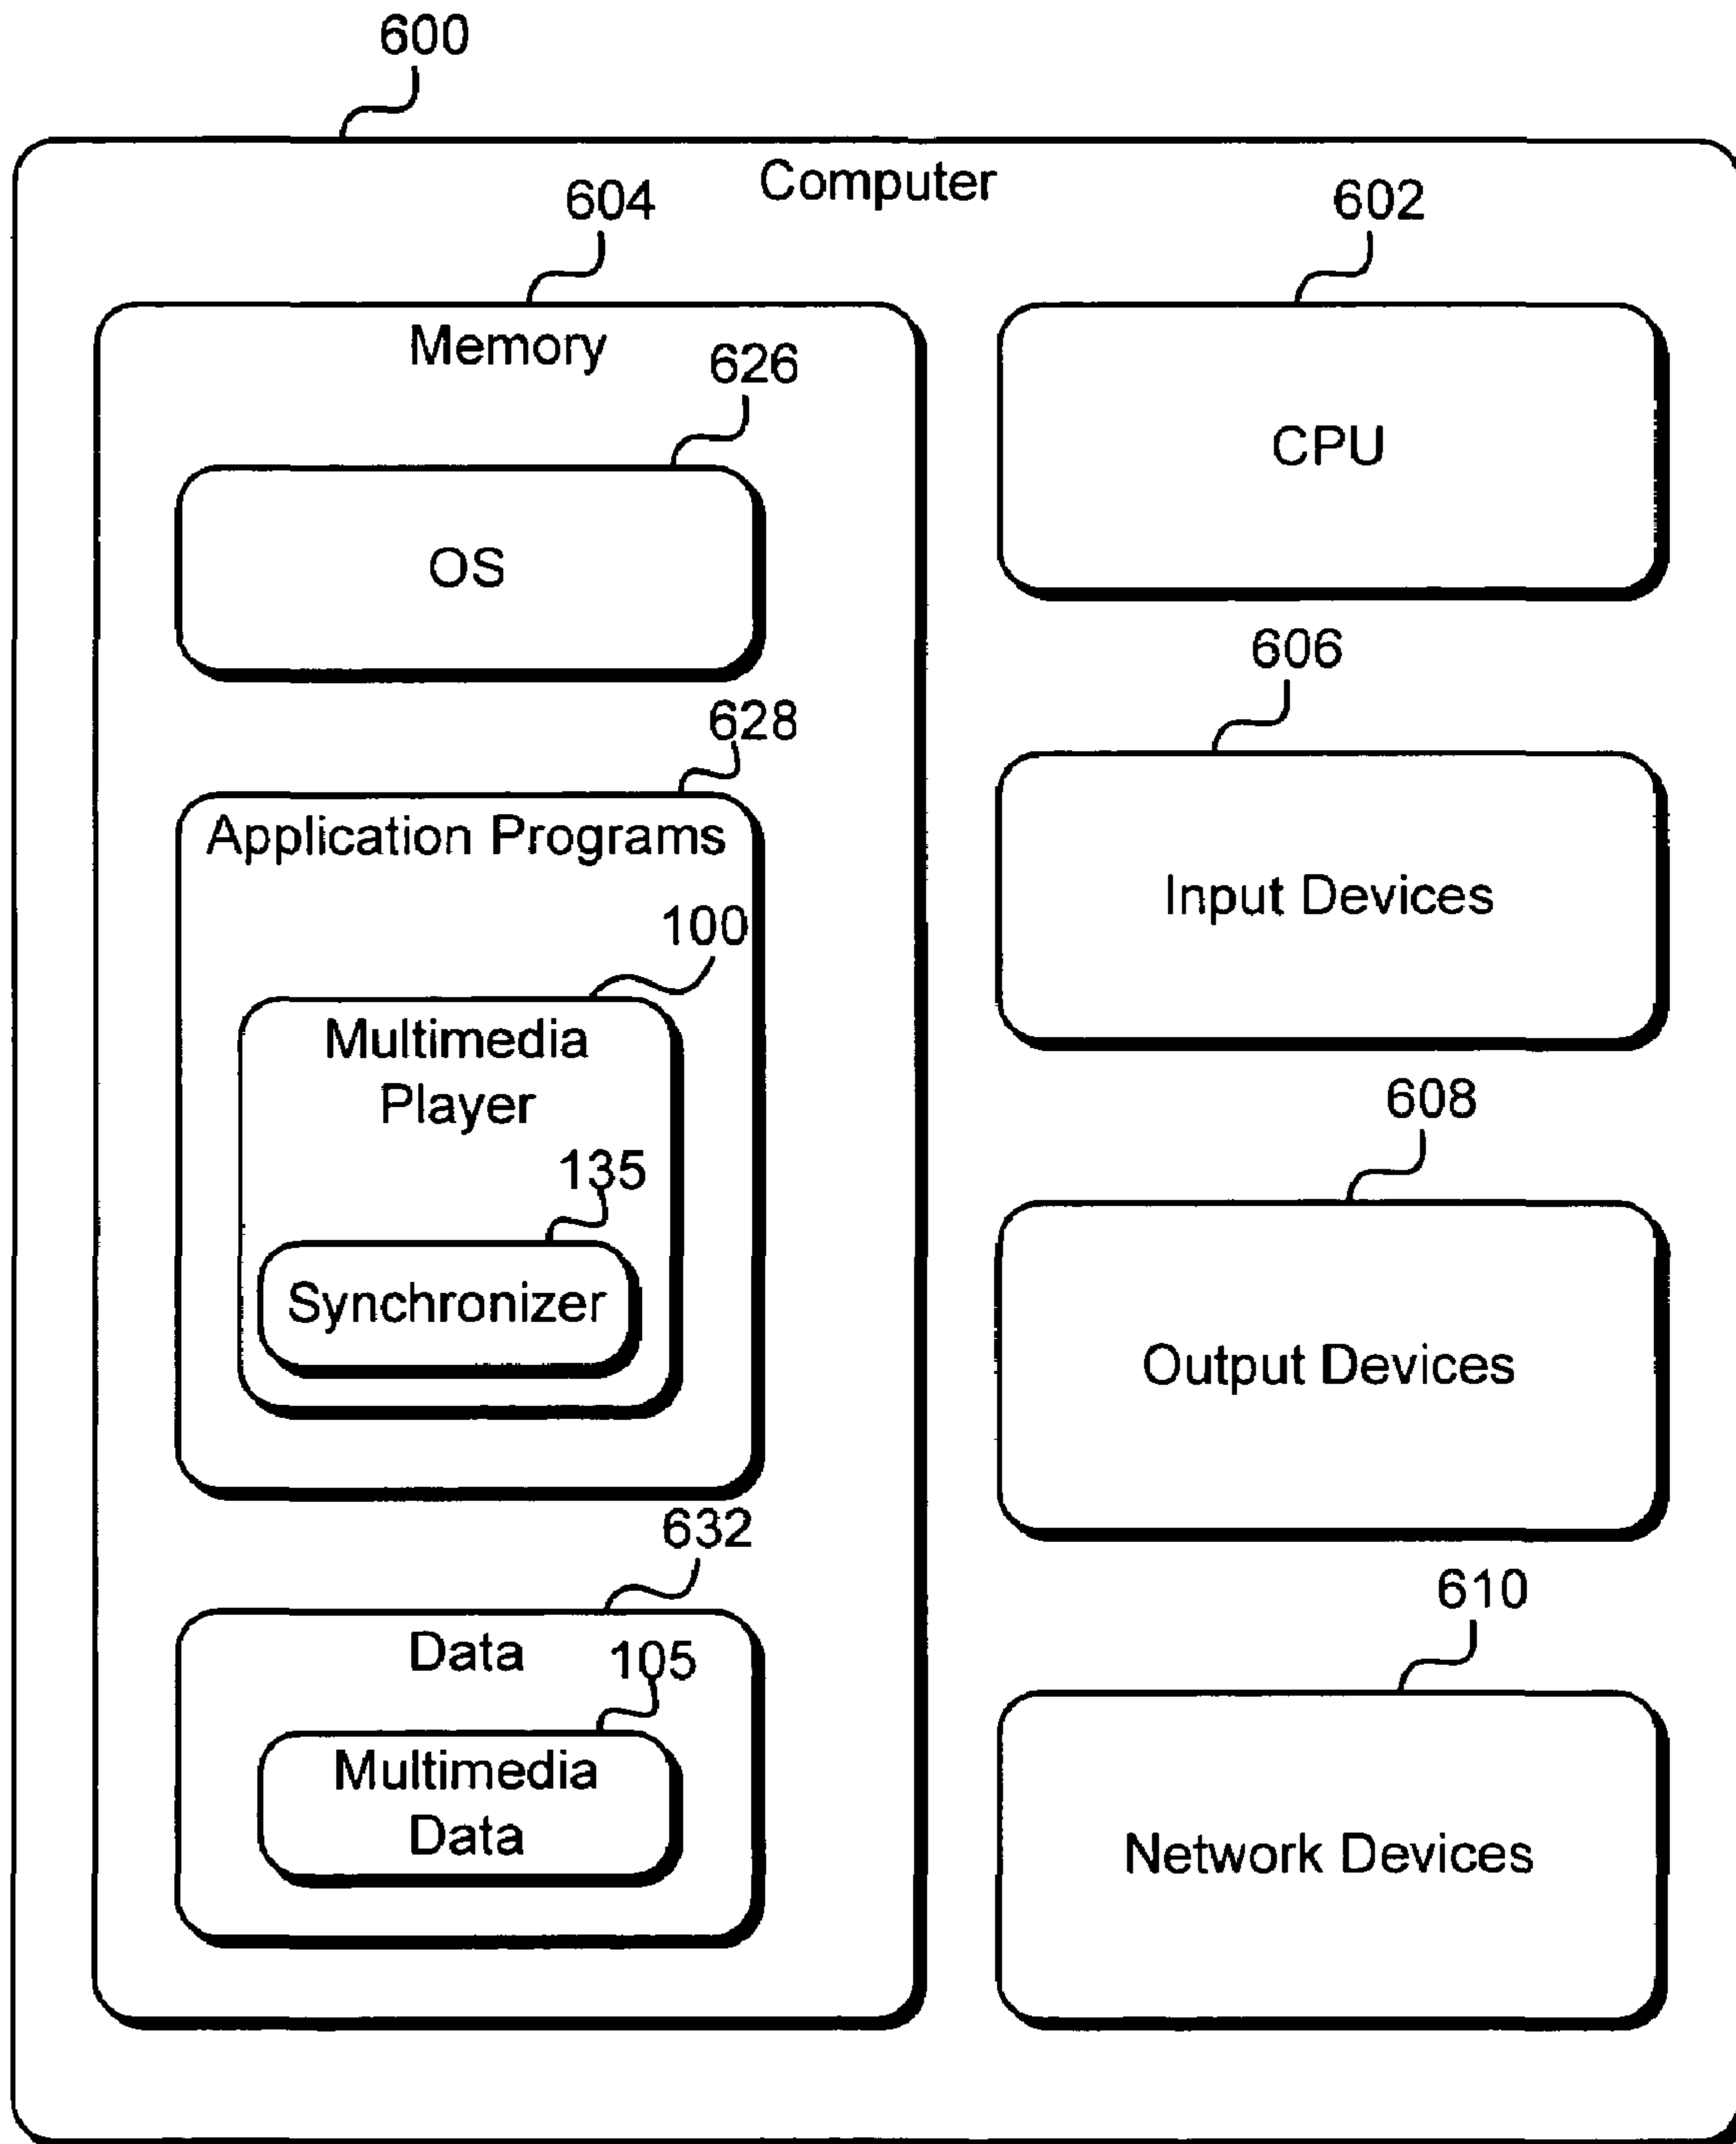 600
Computer
604
602
Memory
626
CPU
OS
606
628
Application Programs
Input Devices
100
Multimedia
Player
608
135
Synchronizer
Output Devices
632
610
Data
105
Multimedia
Data
Network Devices